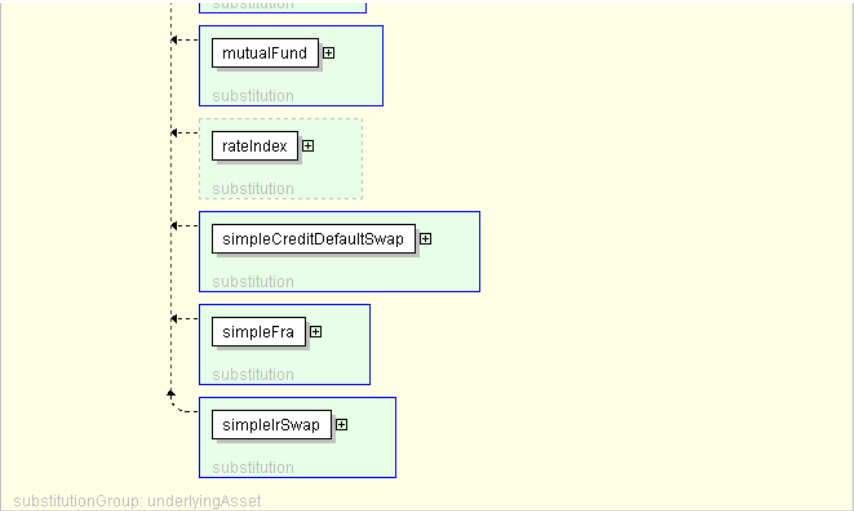 substitution
mutualFund
substitution
rateIndex
substitution
simpleCreditDefaultSwap
substitution
simpleFra
substitution
simpleIrSwap
substitution
substitutionGroup: underlyingAsset